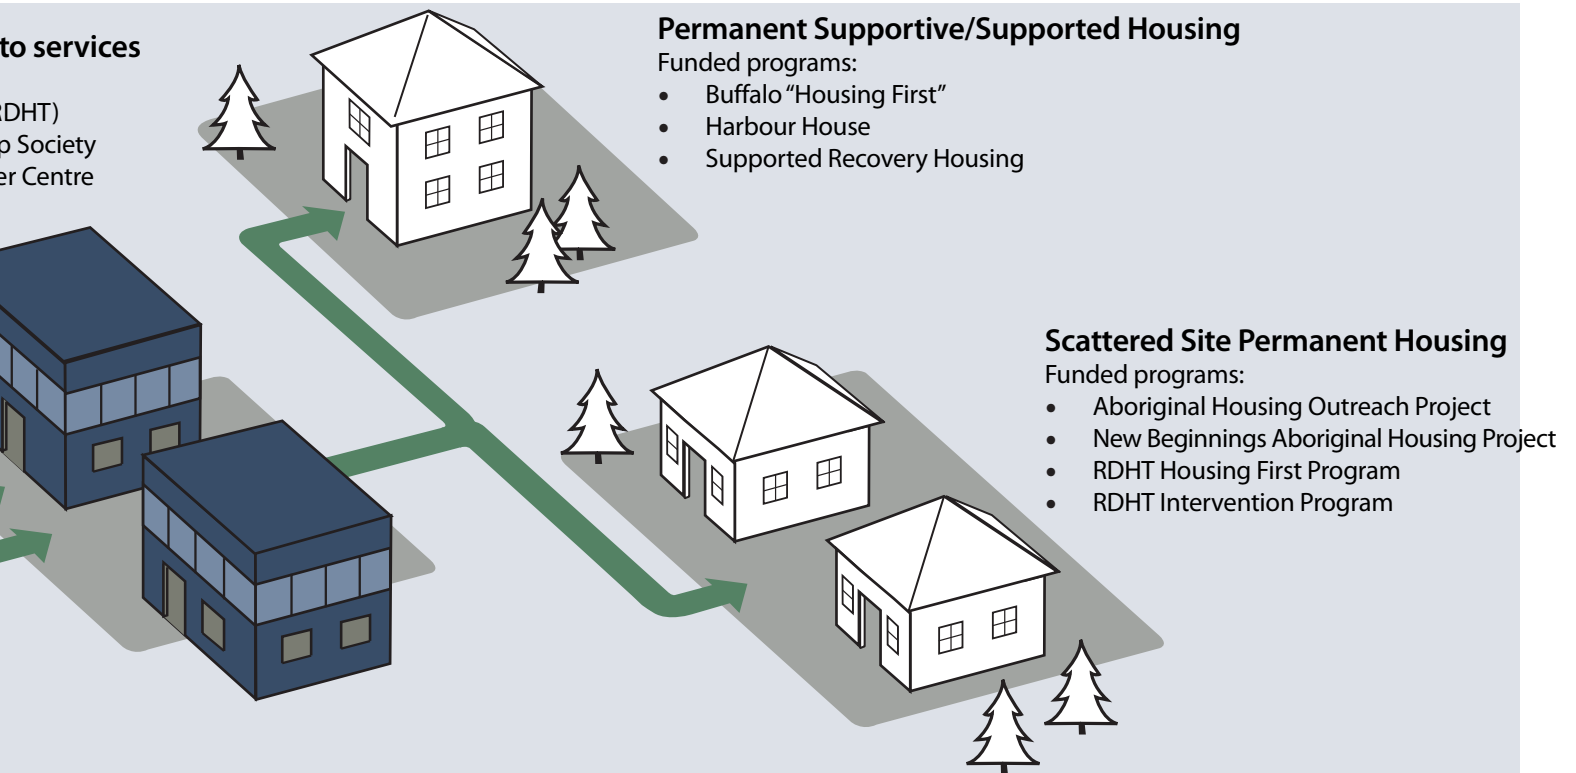 to services
RDHT)
p Society
er Centre
Permanent Supportive/Supported Housing
Funded programs:
• Buffalo “Housing First”
• Harbour House
• Supported Recovery Housing
Scattered Site Permanent Housing
Funded programs:
• Aboriginal Housing Outreach Project
• New Beginnings Aboriginal Housing Project
• RDHT Housing First Program
• RDHT Intervention Program